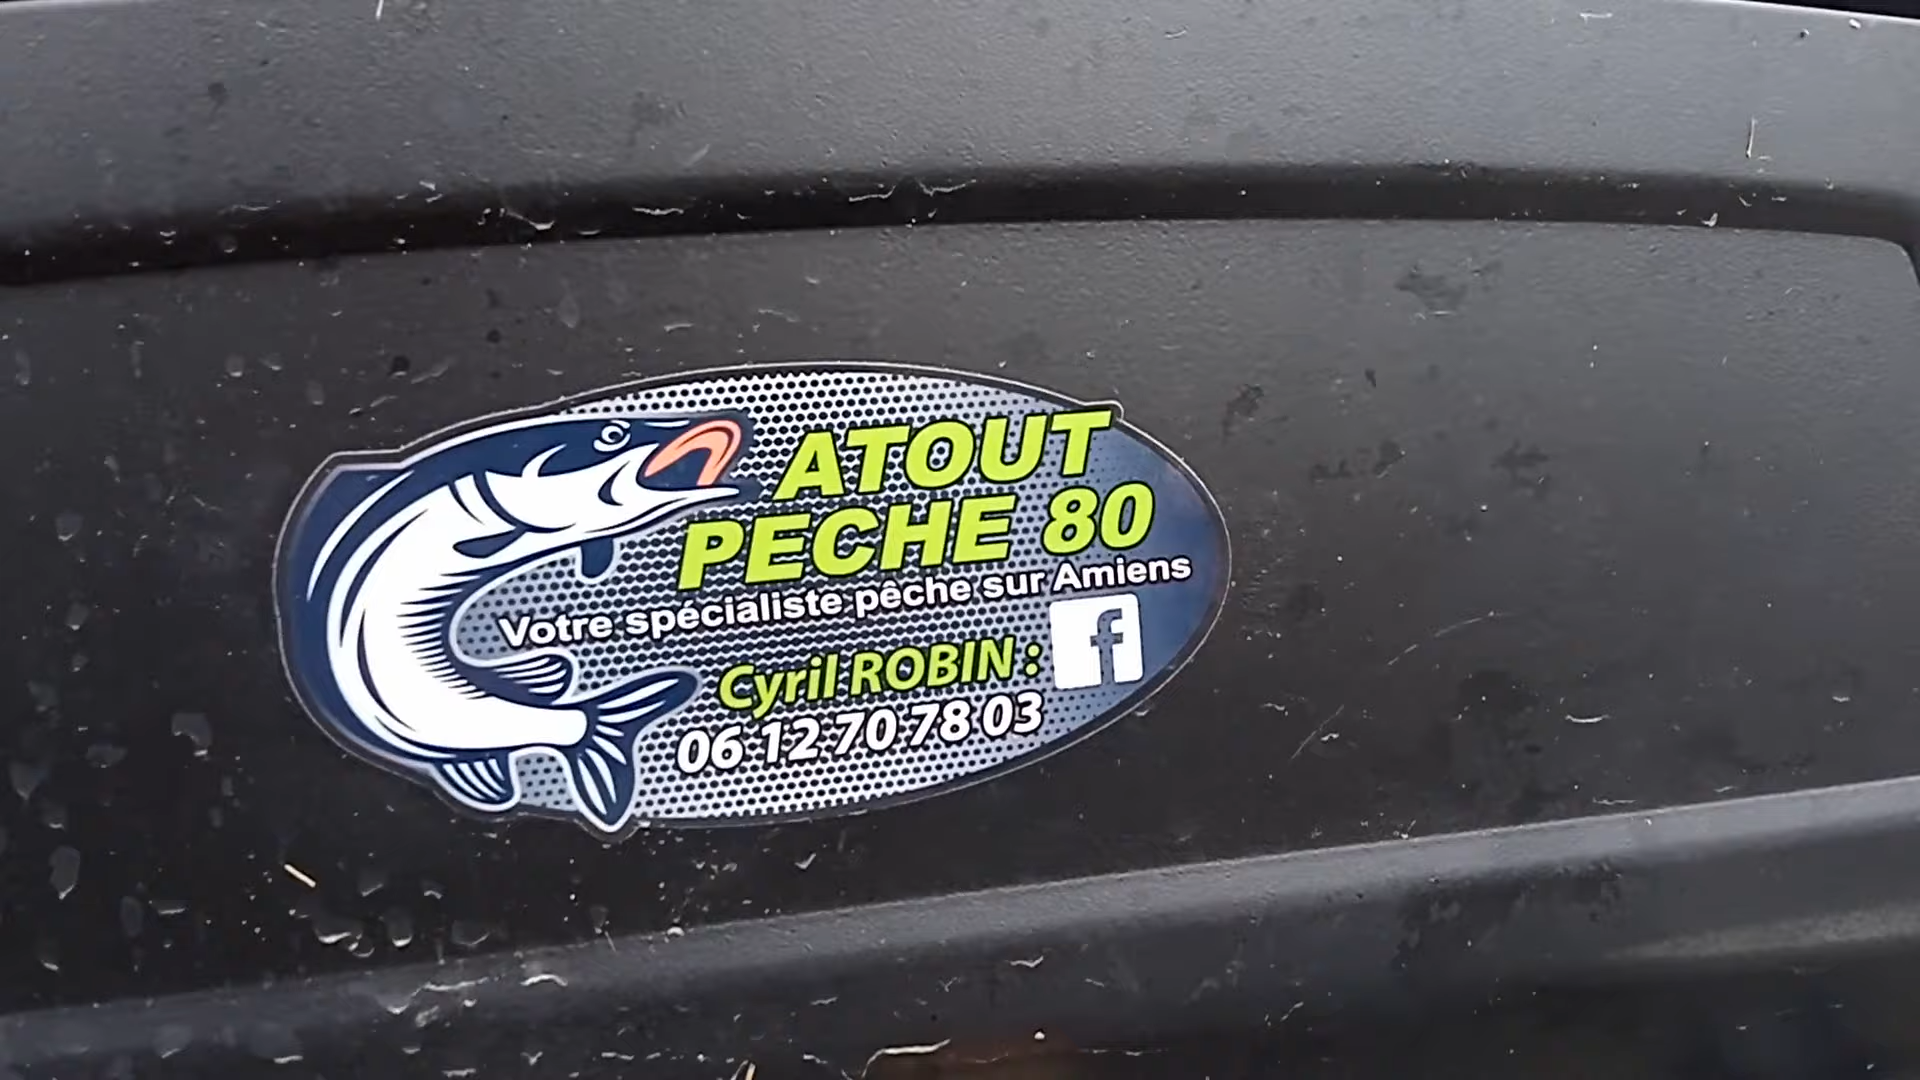 ATOUT
PECHE 80
Votre spécialiste pêche sur Amiens
Cyril ROBIN : f
06 12 70 78 03